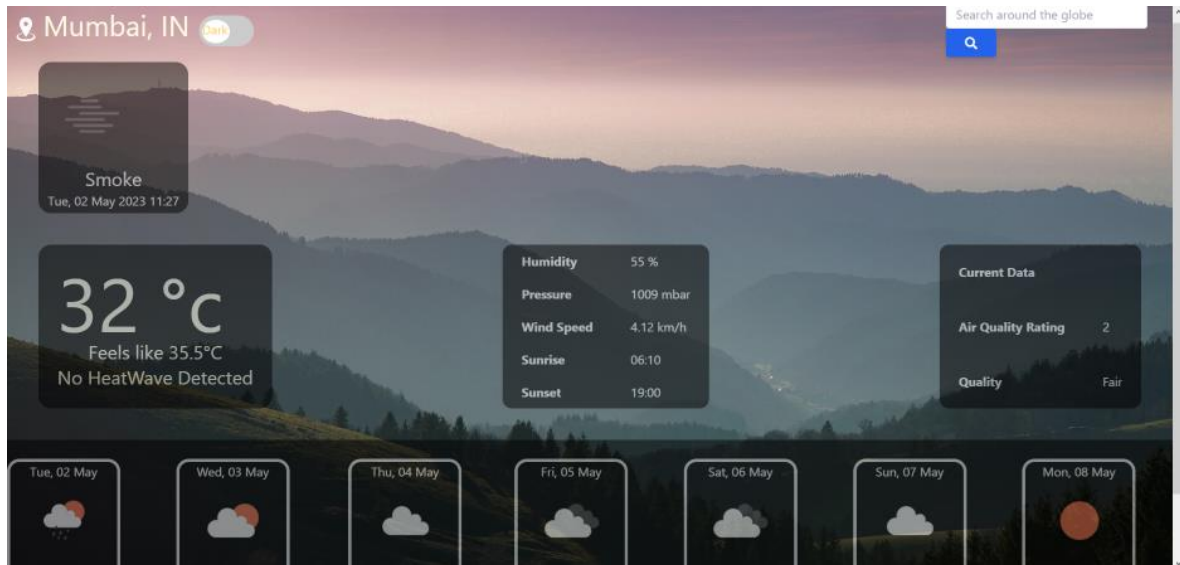 Mumbai, IN
Dark
Search around the globe
Smoke
Tue, 02 May 2023 11:27
32 °c
Feels like 35.5°C
No HeatWave Detected
Humidity 55 %
Pressure 1009 mbar
Wind Speed 4.12 km/h
Sunrise 06:10
Sunset 19:00
Current Data
Air Quality Rating 2
Quality Fair
Tue, 02 May
Wed, 03 May
Thu, 04 May
Fri, 05 May
Sat, 06 May
Sun, 07 May
Mon, 08 May